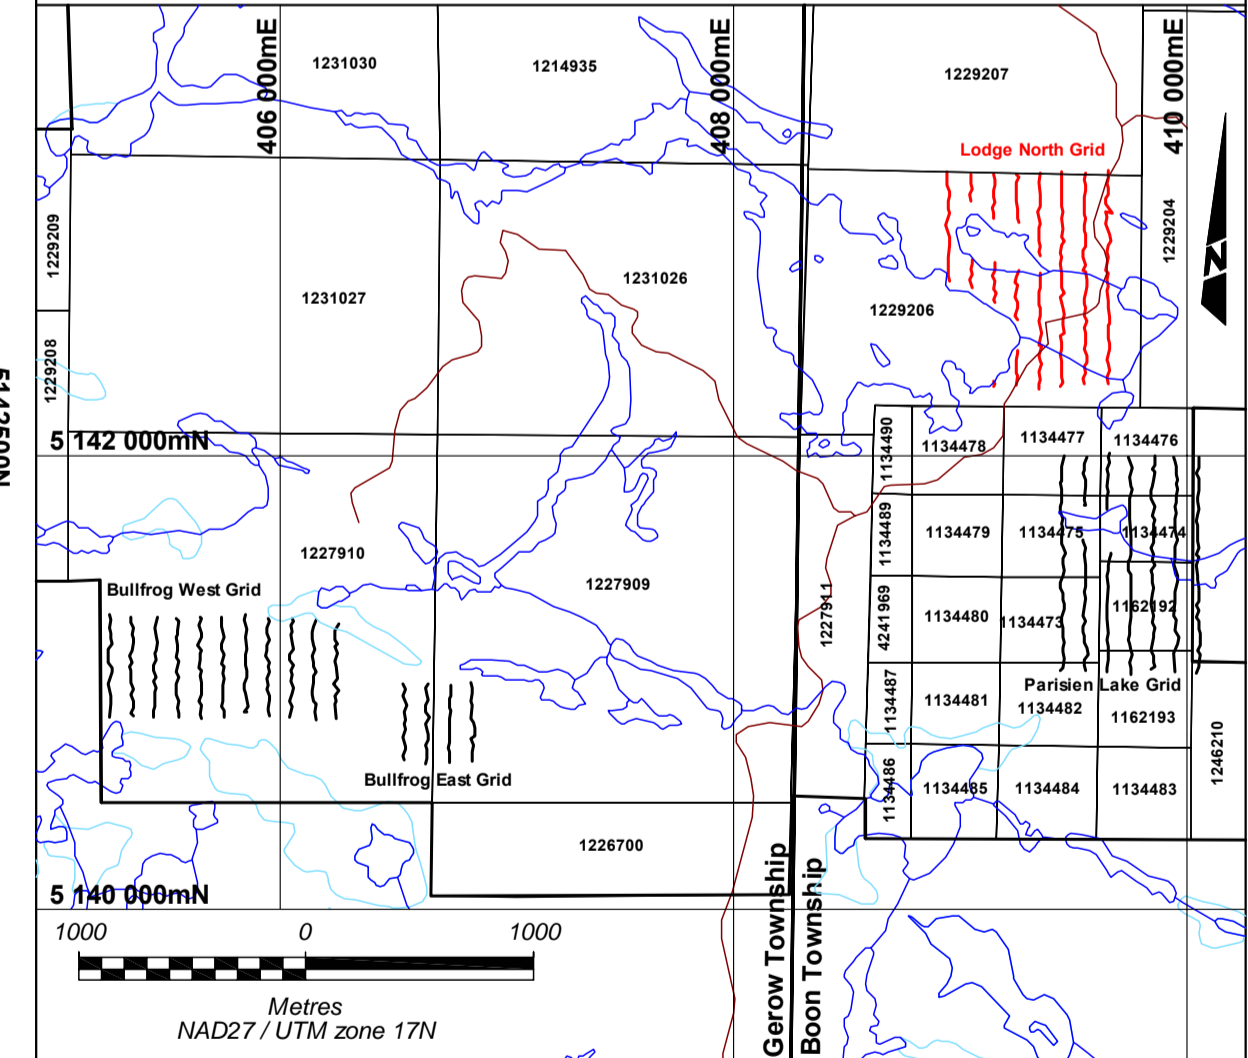 406 000mE
408 000mE
410 000mE
1231030
1214935
1229207
Lodge North Grid
1229209
1229204
1231027
1231026
1229206
N
1229208
5142500N
5 142 000mN
1134490
1134478
1134477
1134476
1134489
1134479
1134475
1134474
1227910
1227909
1227911
4241969
1134480
1134473
1162192
Bullfrog West Grid
Parisien Lake Grid
1134487
1134481
1134482
1162193
1246210
Bullfrog East Grid
1134486
1134485
1134484
1134483
1226700
5 140 000mN
Gerow Township
Boon Township
1000 0 1000
Metres
NAD27 / UTM zone 17N